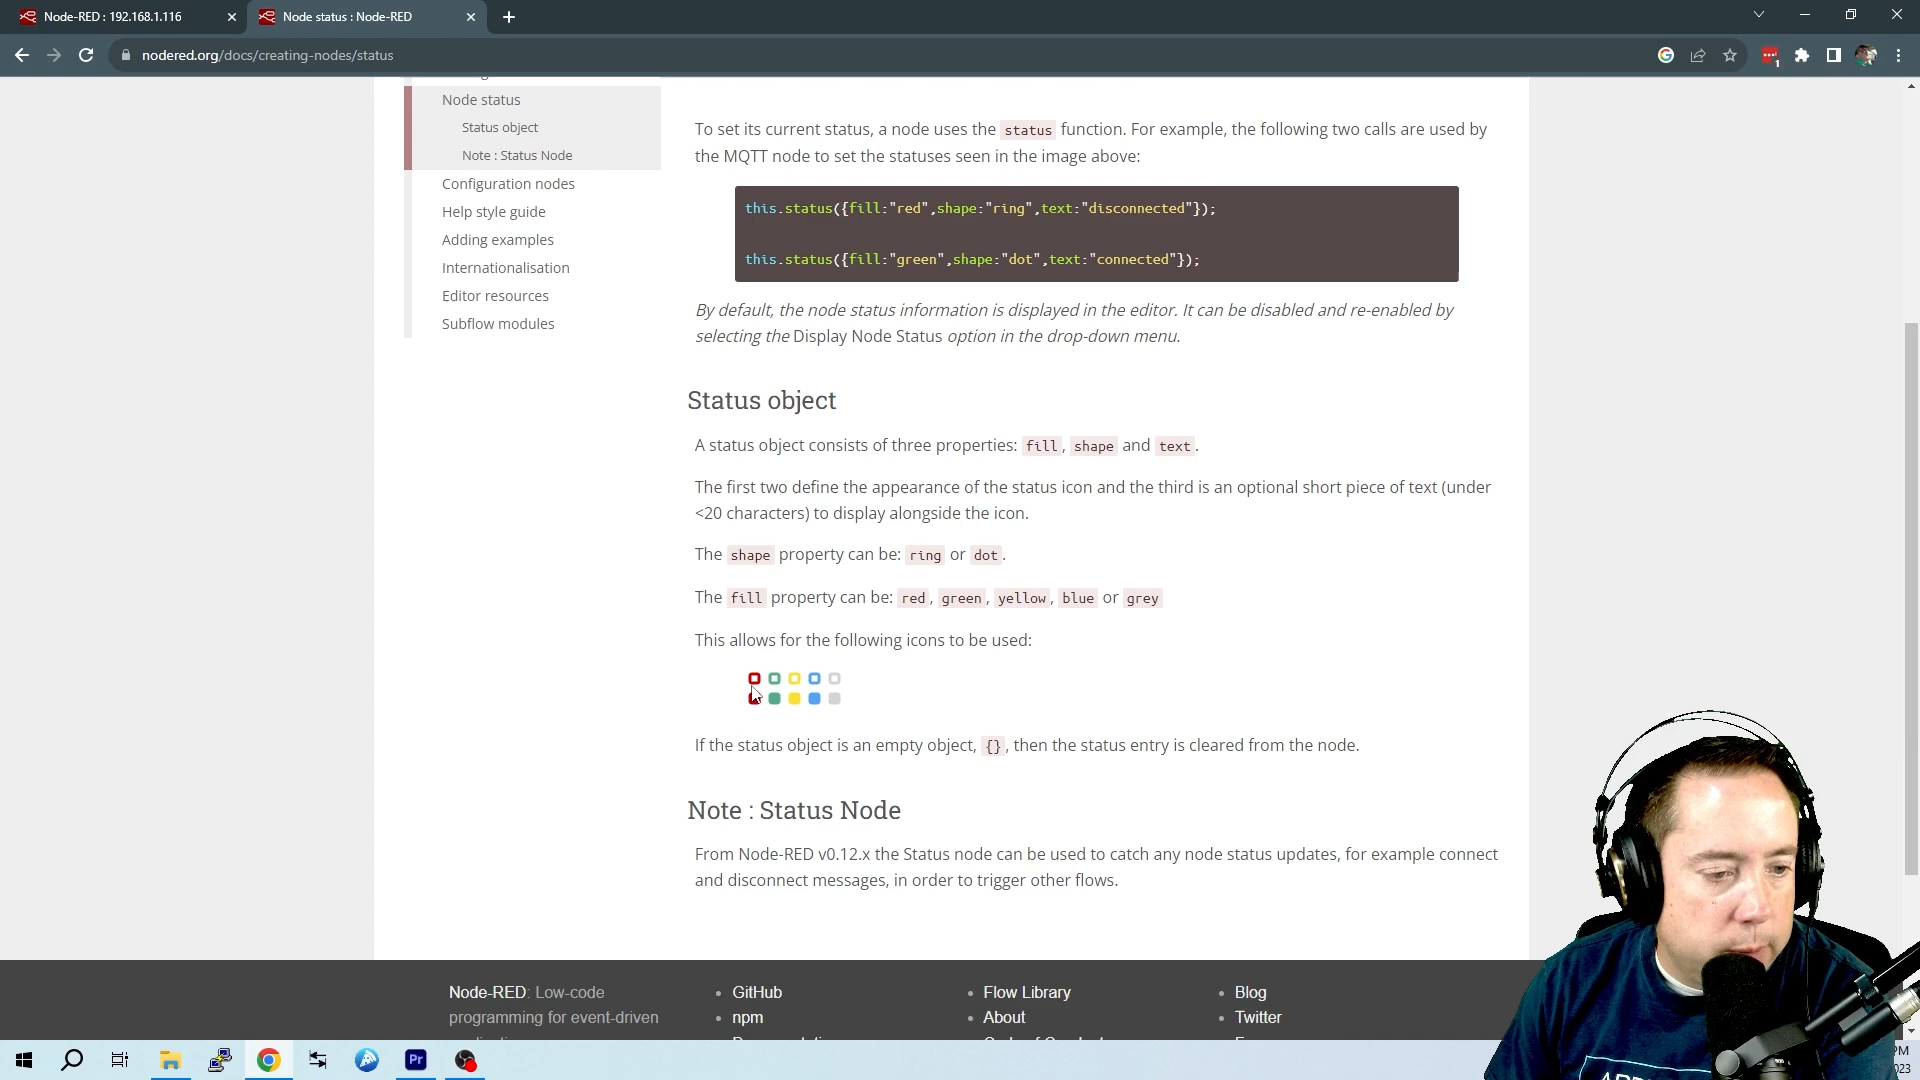 Node-RED : 192.168.1.116
Node status : Node-RED
nodered.org/docs/creating-nodes/status
1
Node status
Status object
Note : Status Node
Configuration nodes
Help style guide
Adding examples
Internationalisation
Editor resources
Subflow modules
To set its current status, a node uses the status function. For example, the following two calls are used by
the MQTT node to set the statuses seen in the image above:
this.status({fill:"red",shape:"ring",text:"disconnected"});
this.status({fill:"green",shape:"dot",text:"connected"});
By default, the node status information is displayed in the editor. It can be disabled and re-enabled by
selecting the Display Node Status option in the drop-down menu.
Status object
A status object consists of three properties: fill, shape and text.
The first two define the appearance of the status icon and the third is an optional short piece of text (under
<20 characters) to display alongside the icon.
The shape property can be: ring or dot.
The fill property can be: red, green, yellow, blue or grey
This allows for the following icons to be used:
If the status object is an empty object, {}, then the status entry is cleared from the node.
Note : Status Node
From Node-RED v0.12.x the Status node can be used to catch any node status updates, for example connect
and disconnect messages, in order to trigger other flows.
Node-RED: Low-code
programming for event-driven
GitHub
npm
Flow Library
About
Blog
Twitter
Pr
PM
023